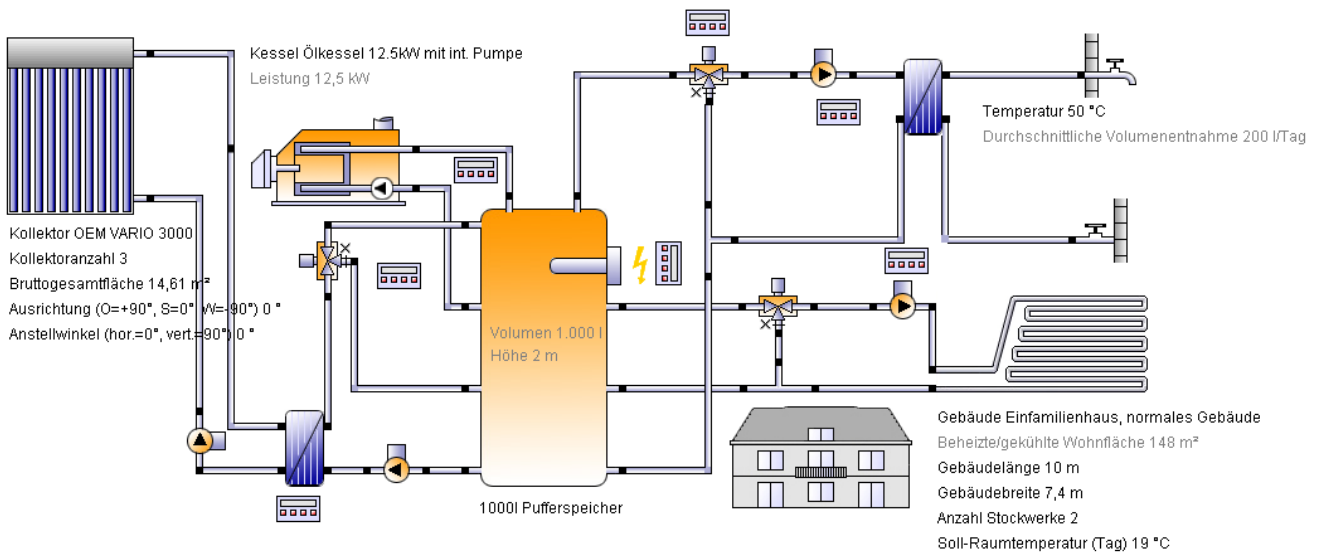 Kessel Ölkessel 12.5kW mit int. Pumpe
Leistung 12,5 kW
Temperatur 50 °C
Durchschnittliche Volumenentnahme 200 l/Tag
Kollektor OEM VARIO 3000
Kollektoranzahl 3
Bruttogesamtfläche 14,61 m²
Ausrichtung (O=+90°, S=0°, W=-90°) 0 °
Anstellwinkel (hor.=0°, vert.=90°) 0 °
Volumen 1.000 l
Höhe 2 m
1000l Pufferspeicher
Gebäude Einfamilienhaus, normales Gebäude
Beheizte/gekühlte Wohnfläche 148 m²
Gebäudelänge 10 m
Gebäudebreite 7,4 m
Anzahl Stockwerke 2
Soll-Raumtemperatur (Tag) 19 °C